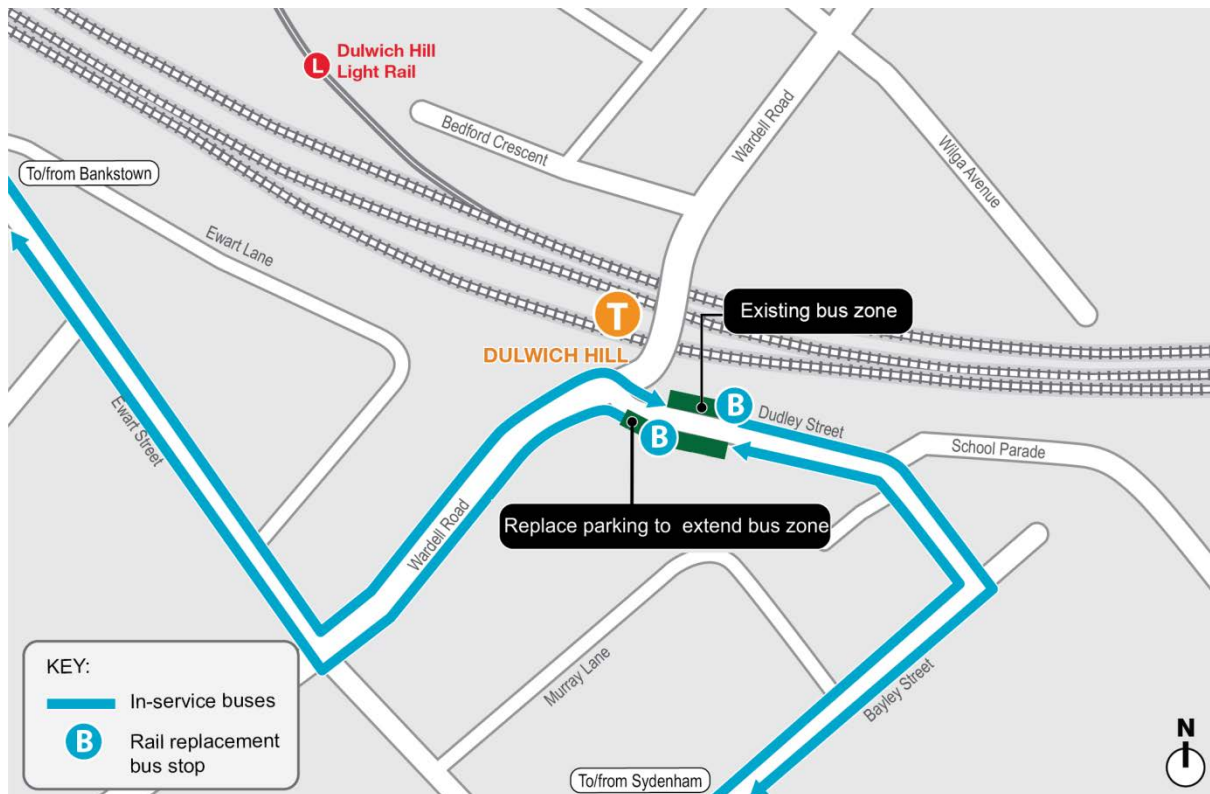 L
Dulwich Hill
Light Rail
Bedford Crescent
Wardell Road
Wilga Avenue
To/from Bankstown
Ewart Lane
T
DULWICH HILL
Existing bus zone
B
Dudley Street
B
School Parade
Ewart Street
Replace parking to extend bus zone
Wardell Road
Murray Lane
Bayley Street
To/from Sydenham
KEY:
In-service buses
B
Rail replacement
bus stop
N